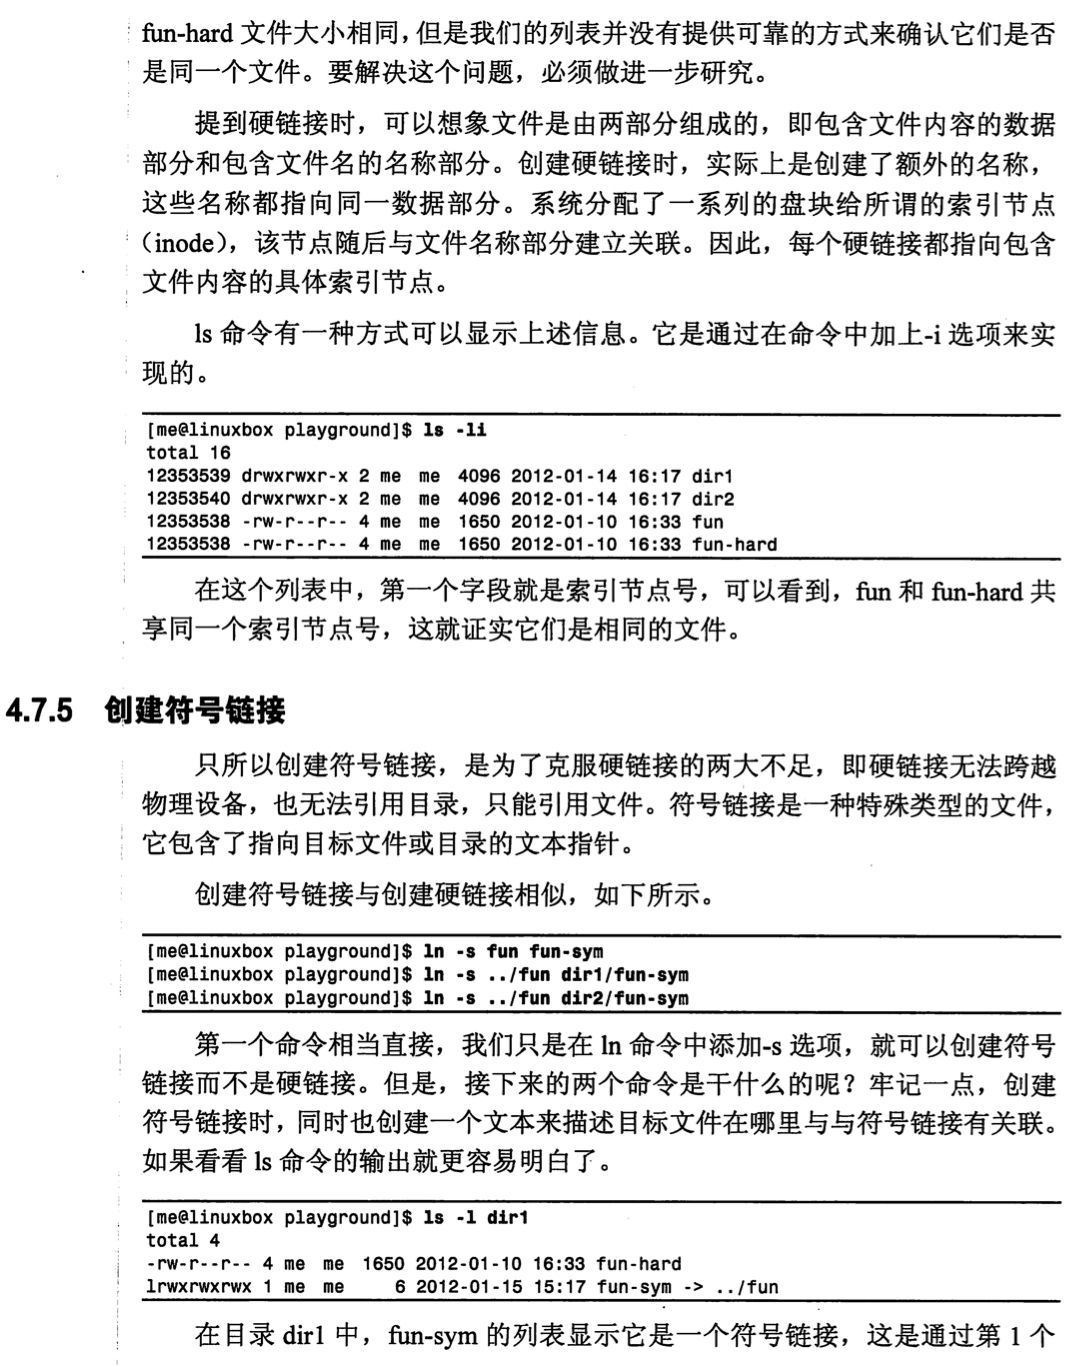 fun-hard 文件大小相同，但是我们的列表并没有提供可靠的方式来确认它们是否
是同一个文件。要解决这个问题，必须做进一步研究。
提到硬链接时，可以想象文件是由两部分组成的，即包含文件内容的数据
部分和包含文件名的名称部分。创建硬链接时，实际上是创建了额外的名称，
这些名称都指向同一数据部分。系统分配了一系列的盘块给所谓的索引节点
（inode），该节点随后与文件名称部分建立关联。因此，每个硬链接都指向包含
文件内容的具体索引节点。
ls 命令有一种方式可以显示上述信息。它是通过在命令中加上-i 选项来实
现的。
[me@linuxbox playground]$ ls -li
total 16
12353539 drwxrwxr-x 2 me me 4096 2012-01-14 16:17 dir1
12353540 drwxrwxr-x 2 me me 4096 2012-01-14 16:17 dir2
12353538 -rw-r--r-- 4 me me 1650 2012-01-10 16:33 fun
12353538 -rw-r--r-- 4 me me 1650 2012-01-10 16:33 fun-hard
在这个列表中，第一个字段就是索引节点号，可以看到，fun 和 fun-hard 共
享同一个索引节点号，这就证实它们是相同的文件。
4.7.5 创建符号链接
只所以创建符号链接，是为了克服硬链接的两大不足，即硬链接无法跨越
物理设备，也无法引用目录，只能引用文件。符号链接是一种特殊类型的文件，
它包含了指向目标文件或目录的文本指针。
创建符号链接与创建硬链接相似，如下所示。
[me@linuxbox playground]$ ln -s fun fun-sym
[me@linuxbox playground]$ ln -s ../fun dir1/fun-sym
[me@linuxbox playground]$ ln -s ../fun dir2/fun-sym
第一个命令相当直接，我们只是在 ln 命令中添加-s 选项，就可以创建符号
链接而不是硬链接。但是，接下来的两个命令是干什么的呢？牢记一点，创建
符号链接时，同时也创建一个文本来描述目标文件在哪里与与符号链接有关联。
如果看看 ls 命令的输出就更容易明白了。
[me@linuxbox playground]$ ls -l dir1
total 4
-rw-r--r-- 4 me me 1650 2012-01-10 16:33 fun-hard
lrwxrwxrwx 1 me me 6 2012-01-15 15:17 fun-sym -> ../fun
在目录 dir1 中，fun-sym 的列表显示它是一个符号链接，这是通过第 1 个